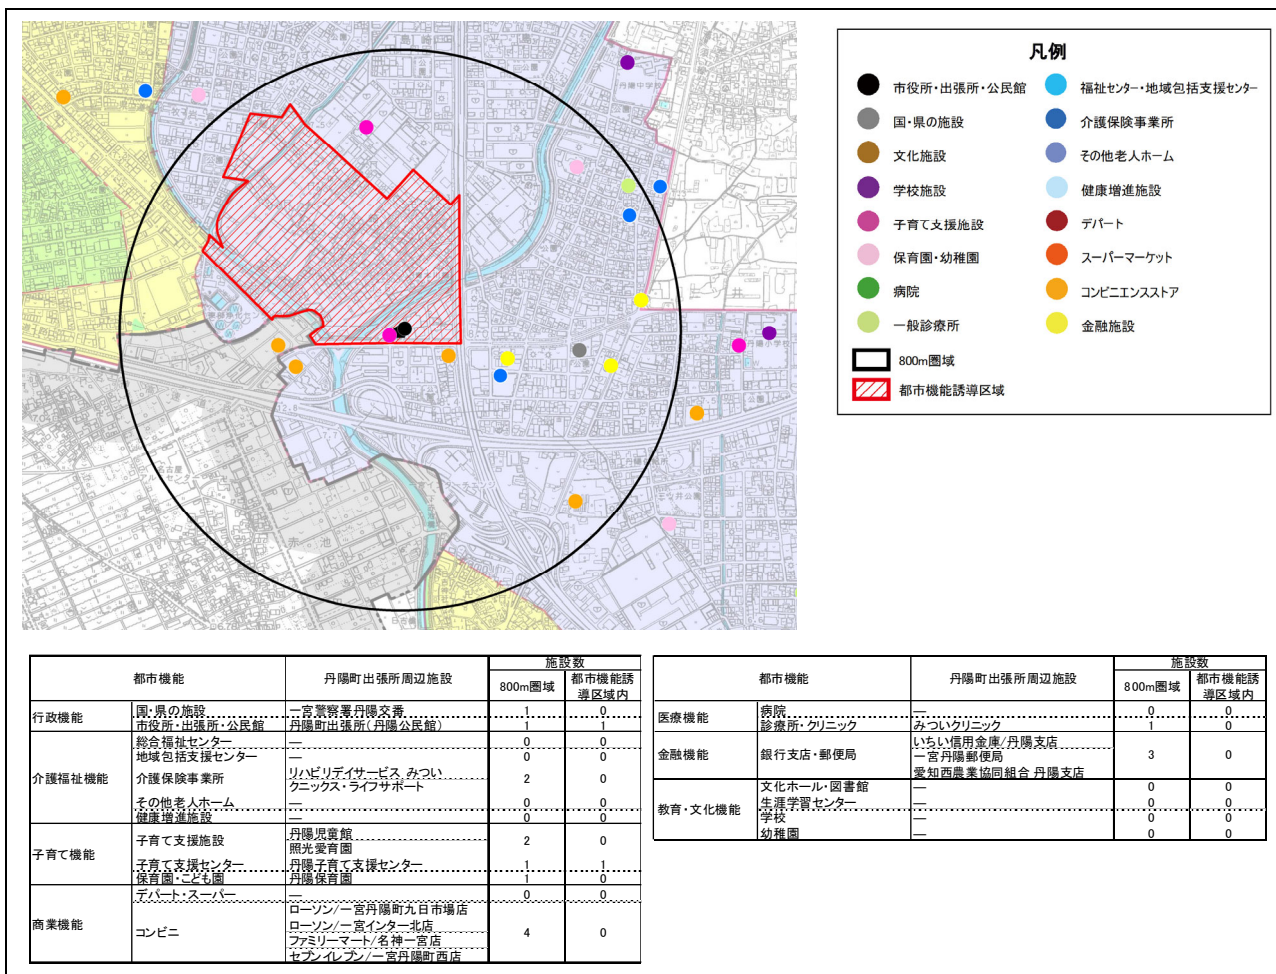 凡例
市役所・出張所・公民館
国・県の施設
文化施設
学校施設
子育て支援施設
保育園・幼稚園
病院
一般診療所
福祉センター・地域包括支援センター
介護保険事業所
その他老人ホーム
健康増進施設
デパート
スーパーマーケット
コンビニエンスストア
金融施設
800m圏域
都市機能誘導区域
都市機能 丹陽町出張所周辺施設 施設数
800m圏域 都市機能誘導区域内
行政機能 国・県の施設 一宮警察署丹陽交番 1 0
市役所・出張所・公民館 丹陽町出張所(丹陽公民館) 1 1
介護福祉機能 総合福祉センター ― 0 0
地域包括支援センター ― 0 0
介護保険事業所 リハビリデイサービス みつい 2 0
クニックス・ライフサポート
その他老人ホーム ― 0 0
健康増進施設 ― 0 0
子育て機能 子育て支援施設 丹陽児童館 2 0
照光愛育園
子育て支援センター 丹陽子育て支援センター 1 1
保育園・こども園 丹陽保育園 1 0
商業機能 デパート・スーパー ― 0 0
コンビニ ローソン/一宮丹陽町九日市場店 4 0
ローソン/一宮インター北店
ファミリーマート/名神一宮店
セブンイレブン/一宮丹陽町西店
都市機能 丹陽町出張所周辺施設 施設数
800m圏域 都市機能誘導区域内
医療機能 病院 ― 0 0
診療所・クリニック みついクリニック 1 0
金融機能 銀行支店・郵便局 いちい信用金庫/丹陽支店 3 0
一宮丹陽郵便局
愛知西農業協同組合 丹陽支店
教育・文化機能 文化ホール・図書館 ― 0 0
生涯学習センター ― 0 0
学校 ― 0 0
幼稚園 ― 0 0